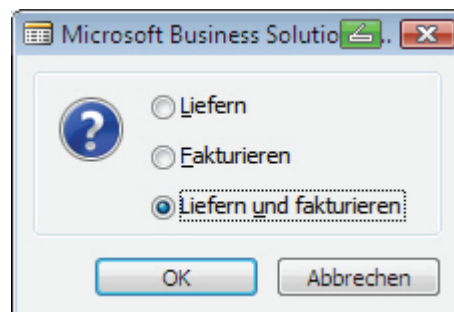 Microsoft Business Solutio...
Liefern
Fakturieren
Liefern und fakturieren
OK
Abbrechen